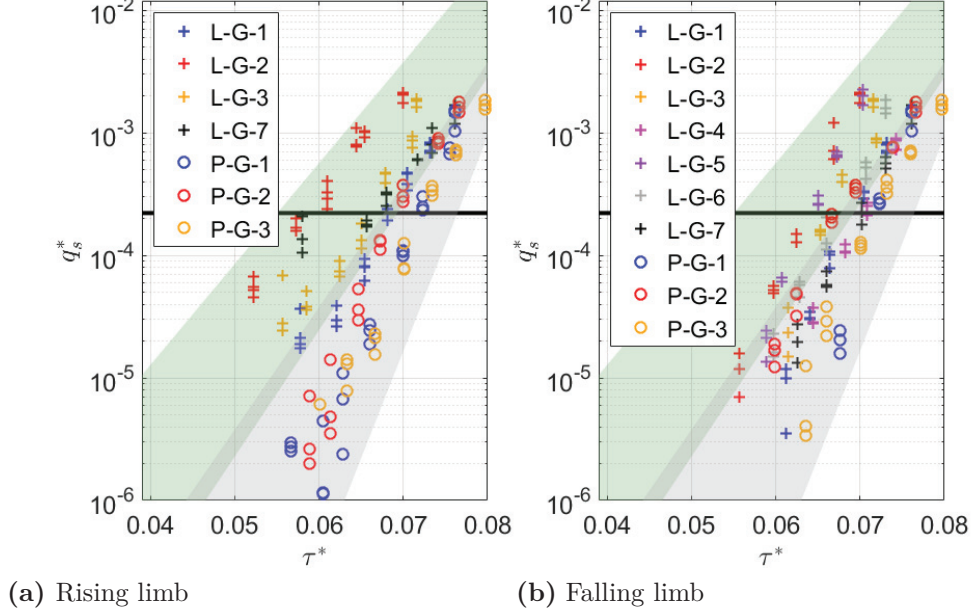 10^-2
10^-3
10^-4
10^-5
10^-6
q_s^*
L-G-1
L-G-2
L-G-3
L-G-7
P-G-1
P-G-2
P-G-3
0.04 0.05 0.06 0.07 0.08
τ*
(a) Rising limb
10^-2
10^-3
10^-4
10^-5
10^-6
q_s^*
L-G-1
L-G-2
L-G-3
L-G-4
L-G-5
L-G-6
L-G-7
P-G-1
P-G-2
P-G-3
0.04 0.05 0.06 0.07 0.08
τ*
(b) Falling limb